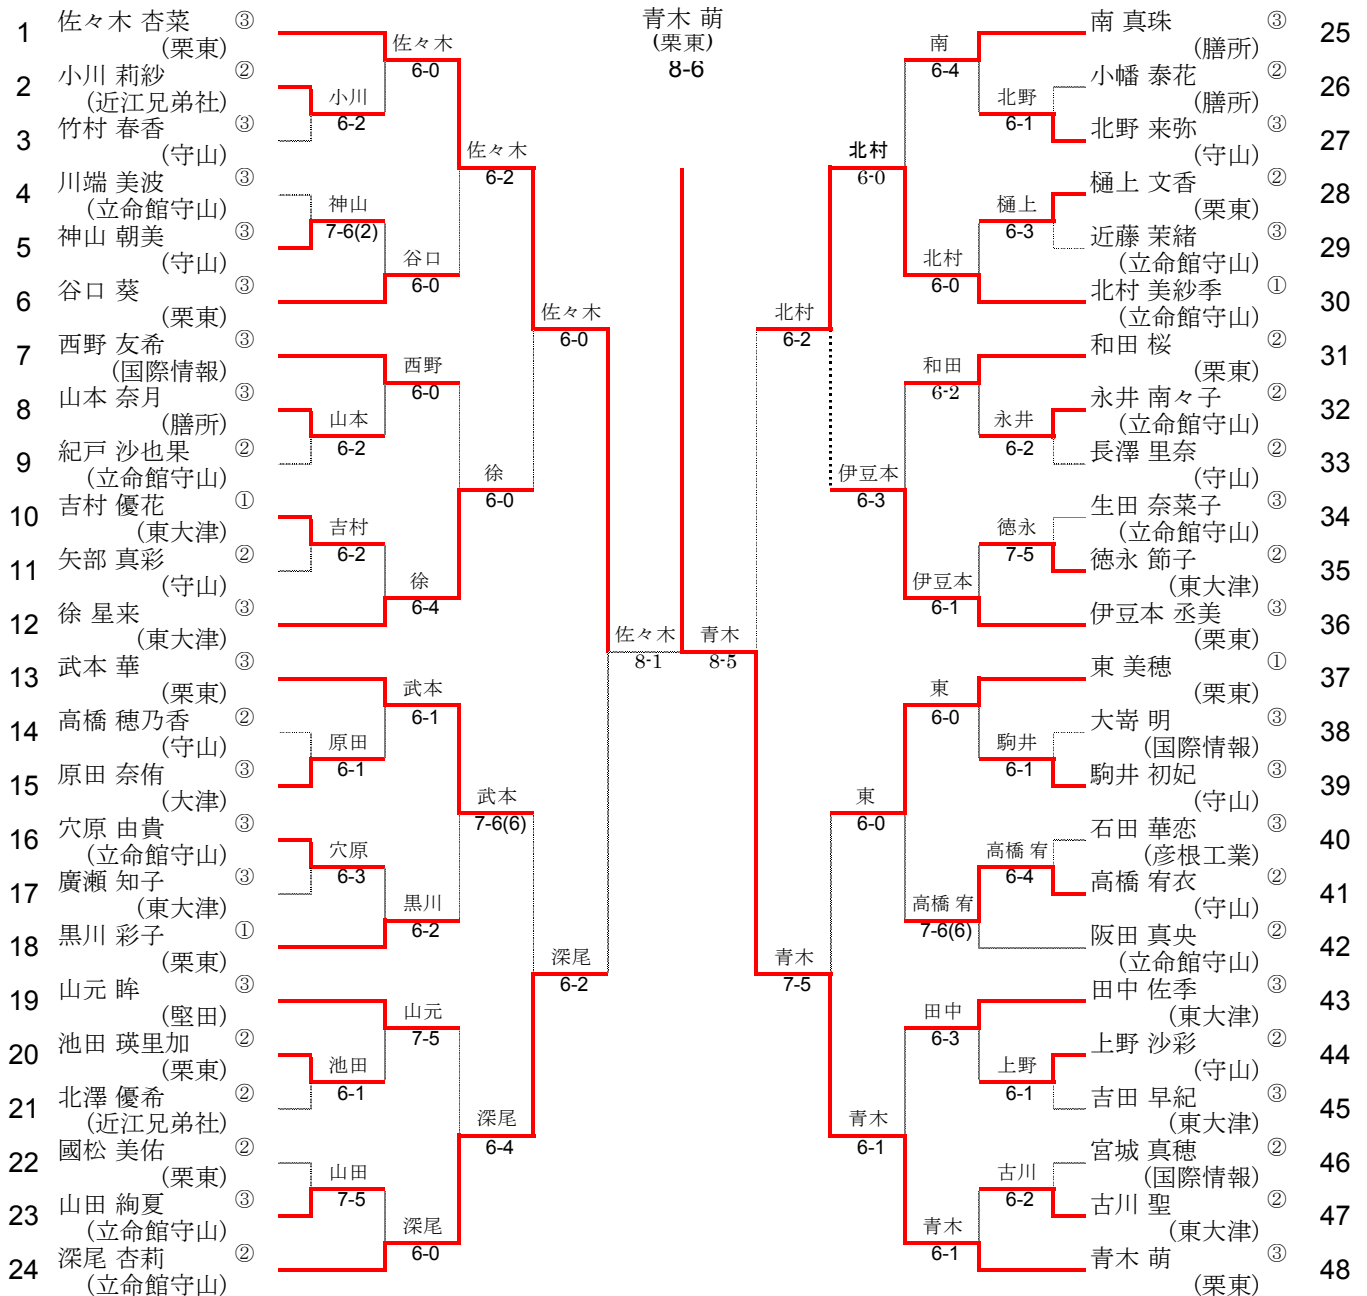 青木 萌
(栗東)
8-6
1 佐々木 杏菜 ③
(栗東)
2 小川 莉紗 ②
(近江兄弟社)
3 竹村 春香 ③
(守山)
4 川端 美波 ③
(立命館守山)
5 神山 朝美 ③
(守山)
6 谷口 葵 ③
(栗東)
7 西野 友希 ③
(国際情報)
8 山本 奈月 ③
(膳所)
9 紀戸 沙也果 ②
(立命館守山)
10 吉村 優花 ①
(東大津)
11 矢部 真彩 ②
(守山)
12 徐 星来 ③
(東大津)
13 武本 華 ③
(栗東)
14 高橋 穂乃香 ②
(守山)
15 原田 奈侑 ③
(大津)
16 穴原 由貴 ③
(立命館守山)
17 廣瀬 知子 ③
(東大津)
18 黒川 彩子 ①
(栗東)
19 山元 眸 ③
(堅田)
20 池田 瑛里加 ②
(栗東)
21 北澤 優希 ②
(近江兄弟社)
22 國松 美佑 ②
(栗東)
23 山田 絢夏 ③
(立命館守山)
24 深尾 杏莉 ②
(立命館守山)
小川
6-2
神山
7-6(2)
山本
6-2
吉村
6-2
原田
6-1
穴原
6-3
池田
6-1
山田
7-5
佐々木
6-0
谷口
6-0
西野
6-0
徐
6-4
武本
6-1
黒川
6-2
山元
7-5
深尾
6-0
佐々木
6-2
徐
6-0
武本
7-6(6)
深尾
6-4
佐々木
6-0
深尾
6-2
佐々木
8-1
青木
8-5
北村
6-2
青木
7-5
北村
6-0
伊豆本
6-3
東
6-0
青木
6-1
南
6-4
北村
6-0
和田
6-2
伊豆本
6-1
東
6-0
高橋 宥
7-6(6)
田中
6-3
青木
6-1
北野
6-1
樋上
6-3
永井
6-2
徳永
7-5
駒井
6-1
高橋 宥
6-4
上野
6-1
古川
6-2
南 真珠 ③ 25
(膳所)
小幡 泰花 ② 26
(膳所)
北野 来弥 ③ 27
(守山)
樋上 文香 ② 28
(栗東)
近藤 茉緒 ③ 29
(立命館守山)
北村 美紗季 ① 30
(立命館守山)
和田 桜 ② 31
(栗東)
永井 南々子 ② 32
(立命館守山)
長澤 里奈 ② 33
(守山)
生田 奈菜子 ③ 34
(立命館守山)
徳永 節子 ② 35
(東大津)
伊豆本 丞美 ③ 36
(栗東)
東 美穂 ① 37
(栗東)
大嵜 明 ③ 38
(国際情報)
駒井 初妃 ③ 39
(守山)
石田 華恋 ③ 40
(彦根工業)
高橋 宥衣 ② 41
(守山)
阪田 真央 ② 42
(立命館守山)
田中 佐季 ③ 43
(東大津)
上野 沙彩 ② 44
(守山)
吉田 早紀 ③ 45
(東大津)
宮城 真穂 ② 46
(国際情報)
古川 聖 ② 47
(東大津)
青木 萌 ③ 48
(栗東)